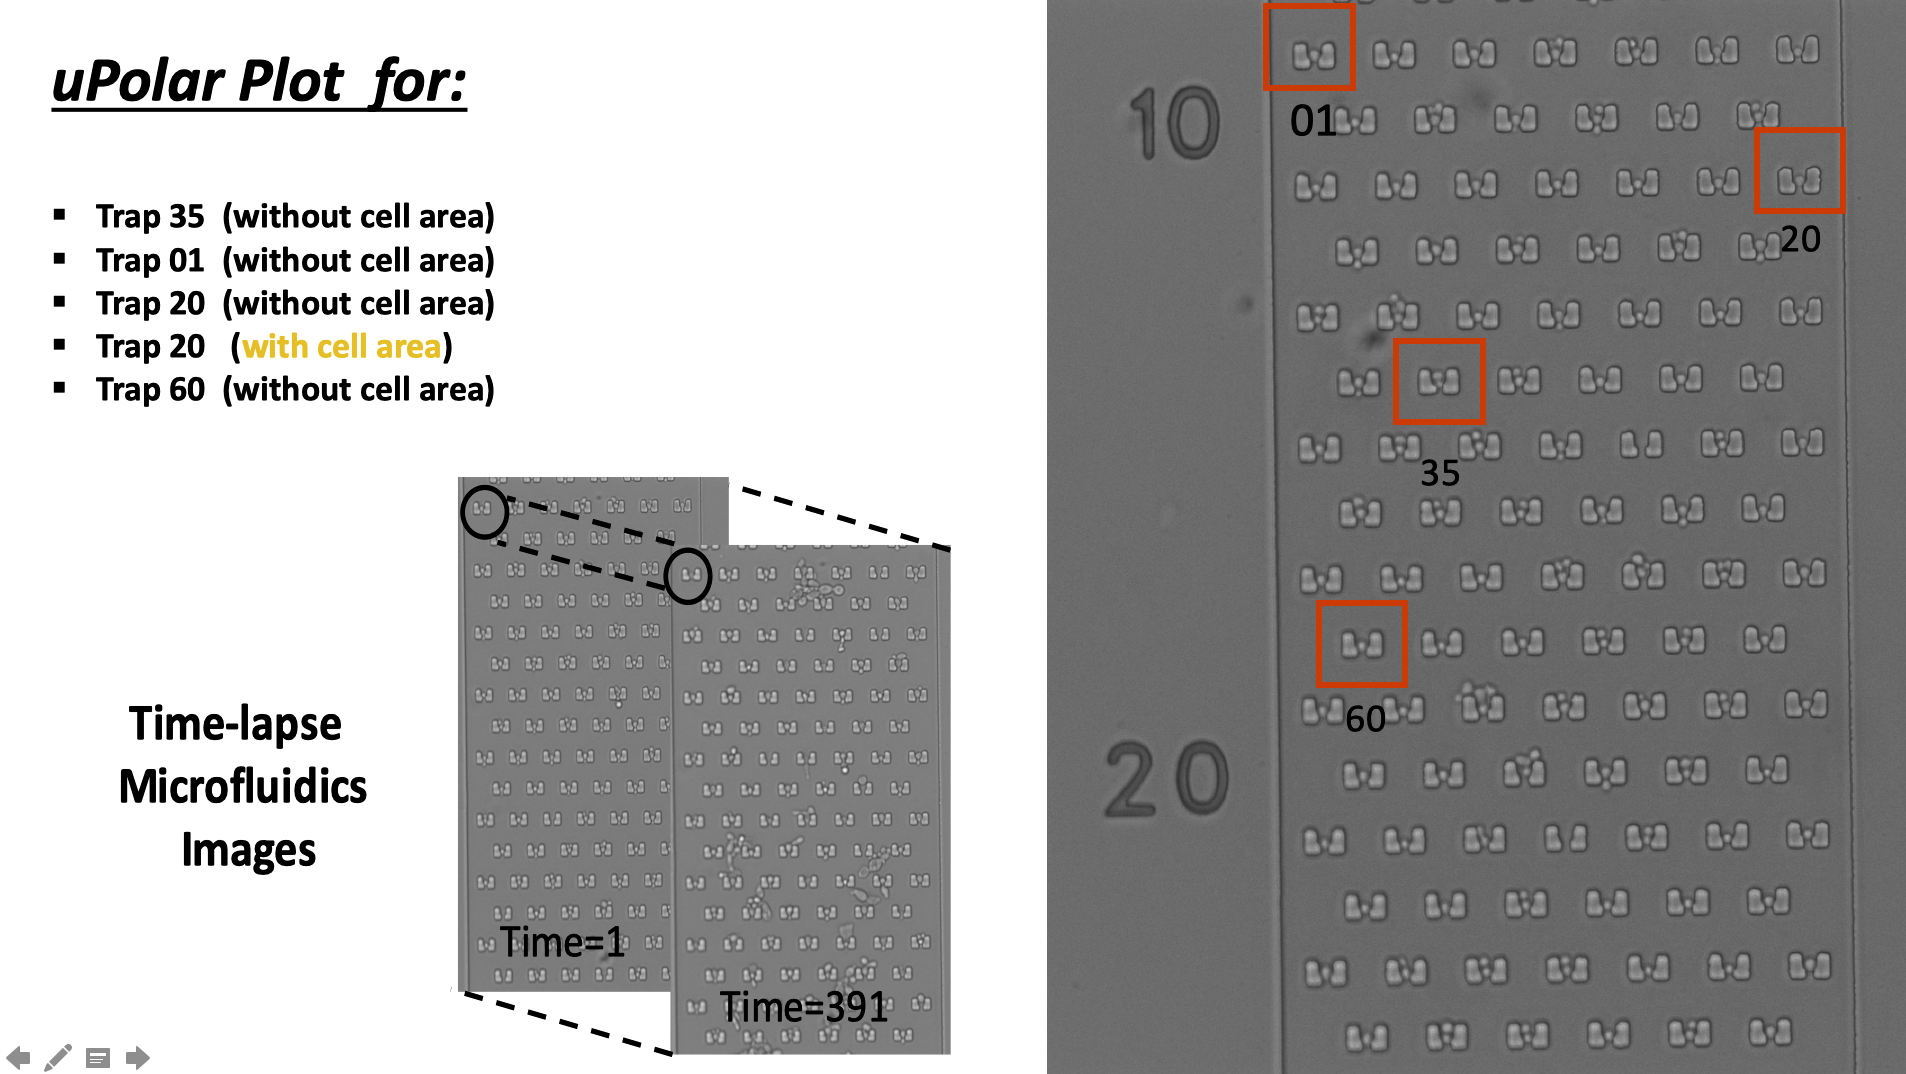 uPolar Plot for:
▪ Trap 35 (without cell area)
▪ Trap 01 (without cell area)
▪ Trap 20 (without cell area)
▪ Trap 20 (with cell area)
▪ Trap 60 (without cell area)
Time-lapse
Microfluidics
Images
Time=1
Time=391
10
01
20
35
60
20